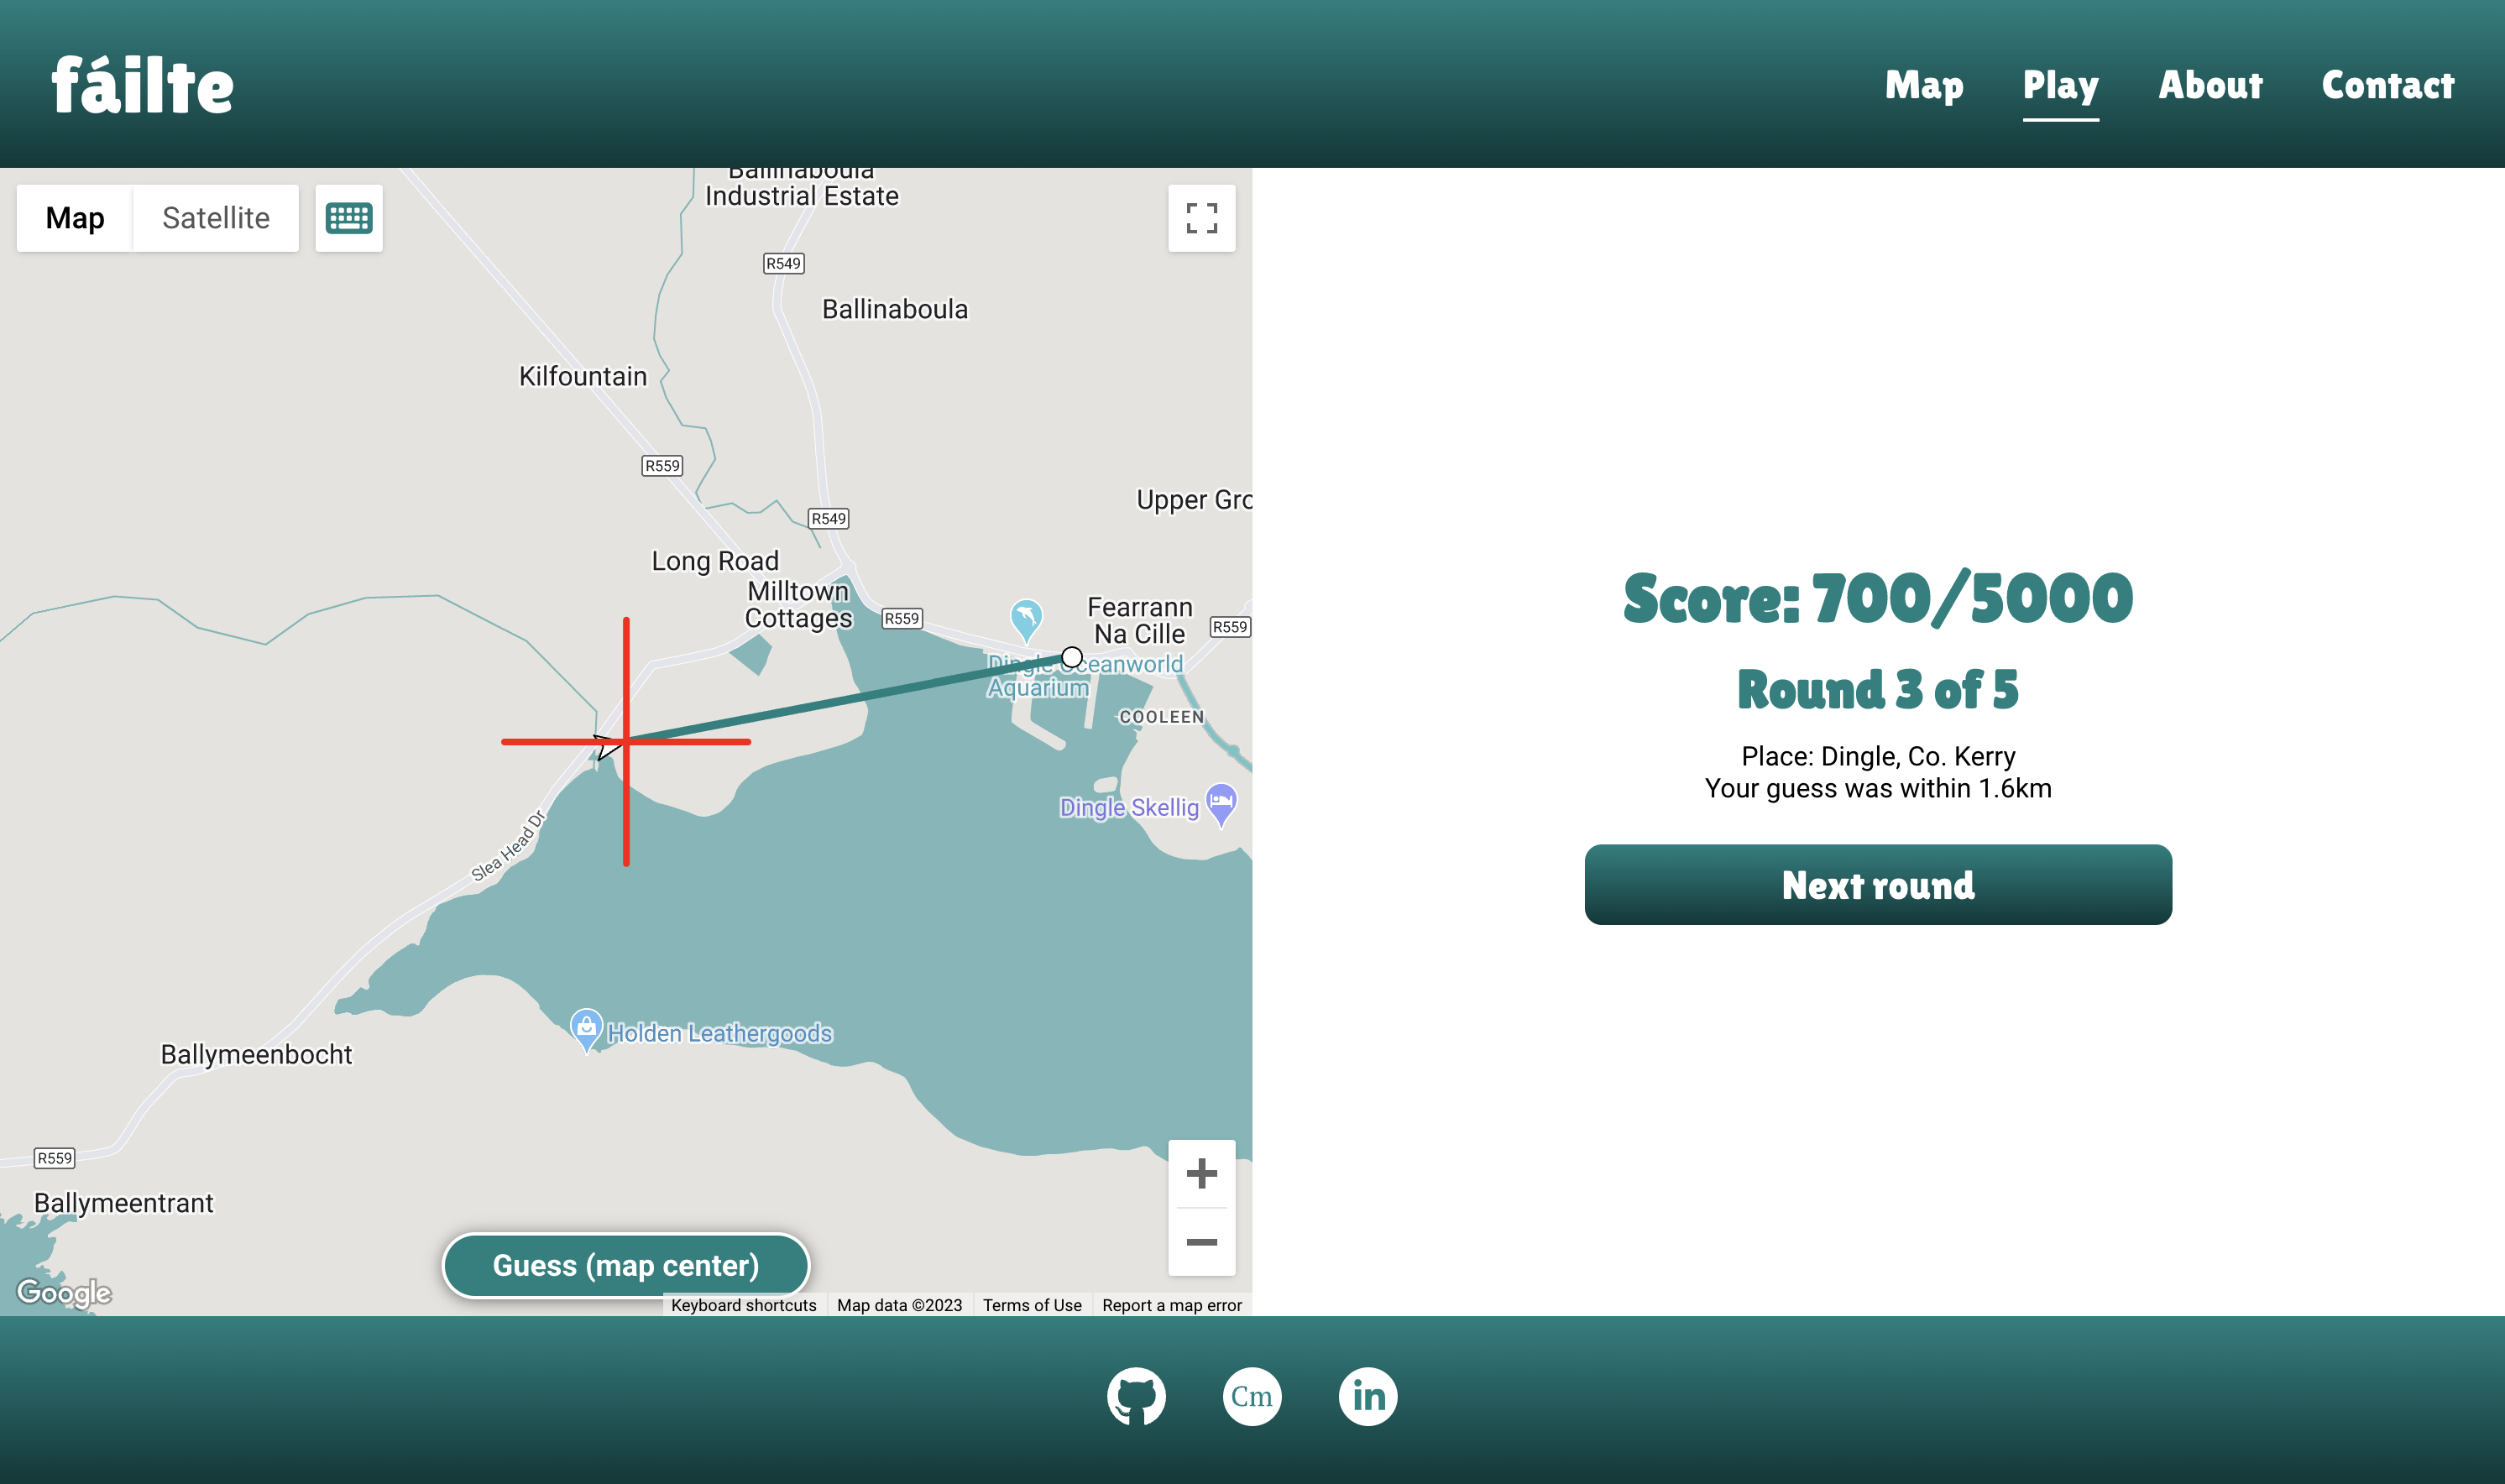 fáilte
Map
Play
About
Contact
Map
Satellite
Ballinaboula
Industrial Estate
R549
Ballinaboula
Kilfountain
R559
Upper Gro
R549
Long Road
Milltown
Cottages
R559
Fearrann
Na Cille
R559
Dingle Oceanworld
Aquarium
COOLEEN
Dingle Skellig
Slea Head Dr
Holden Leathergoods
Ballymeenbocht
R559
Ballymeentrant
Guess (map center)
Google
Keyboard shortcuts
Map data ©2023
Terms of Use
Report a map error
Score: 700/5000
Round 3 of 5
Place: Dingle, Co. Kerry
Your guess was within 1.6km
Next round
Cm
in